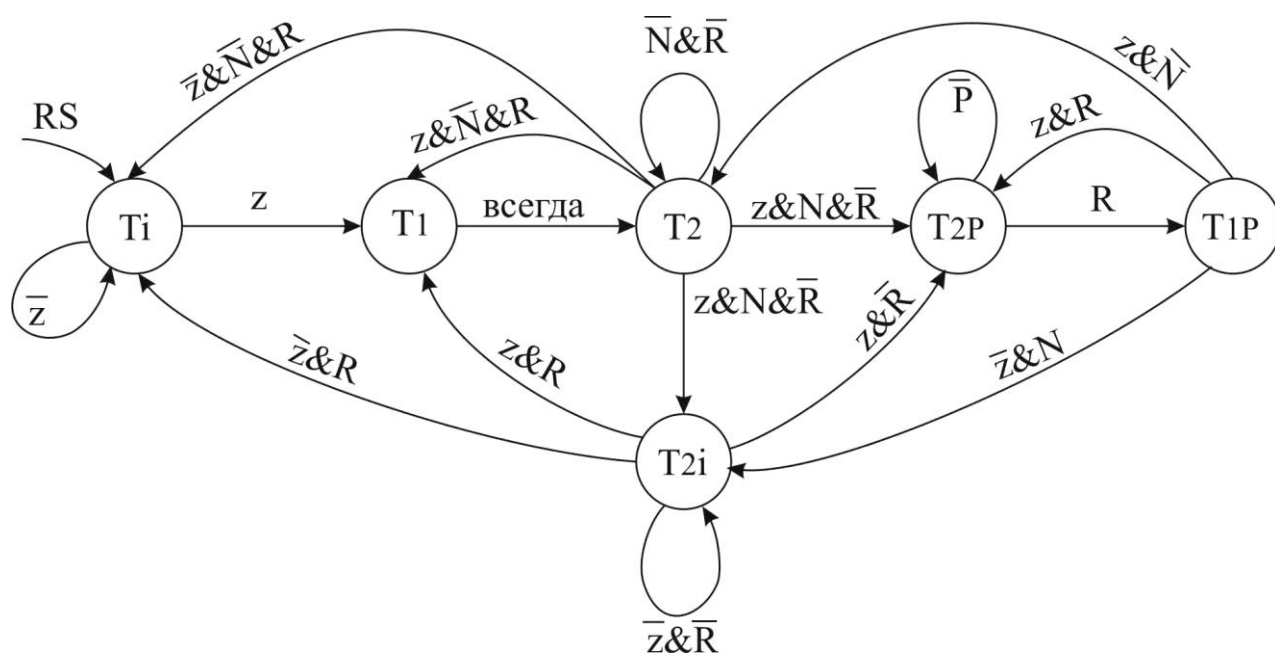 z̅&N̅&R
N̅&R̅
z&N̅
RS
z&N̅&R
P̅
z&R
Ti
z
T1
всегда
T2
z&N&R̅
T2P
R
T1P
z̅
z&N&R̅
z̅&R
z&R
z&R̅
z̅&N
T2i
z̅&R̅